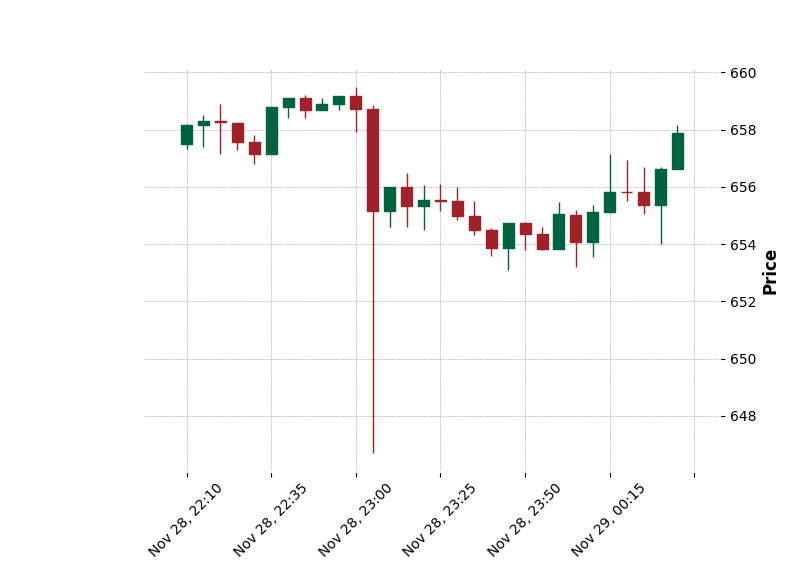 660
658
656
654
652
650
648
Price
Nov 28, 22:10
Nov 28, 22:35
Nov 28, 23:00
Nov 28, 23:25
Nov 28, 23:50
Nov 29, 00:15